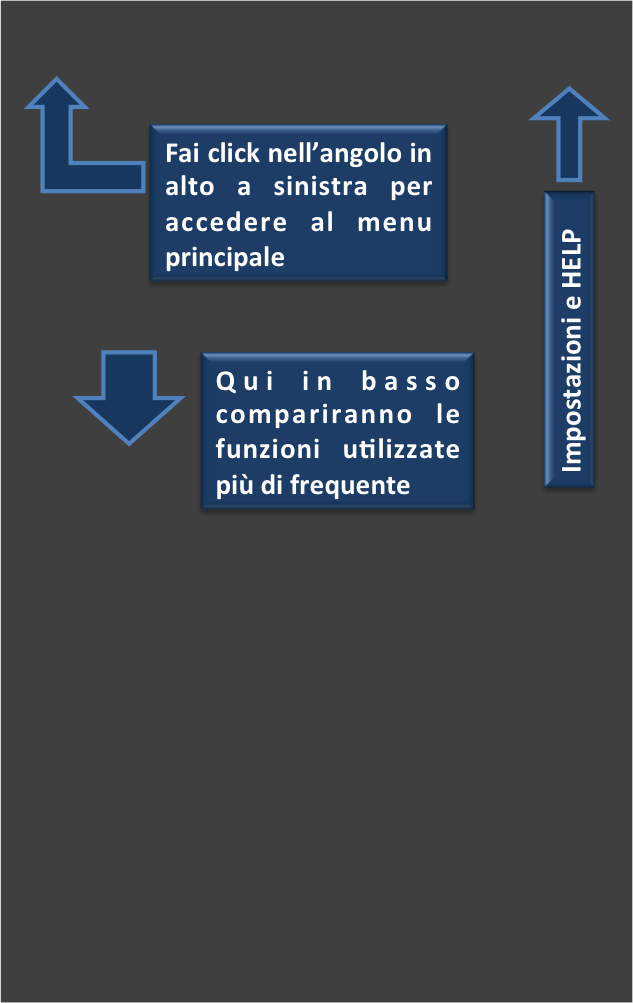 Fai click nell’angolo in
alto a sinistra per
accedere al menu
principale
Impostazioni e HELP
Qui in basso
compariranno le
funzioni utilizzate
più di frequente